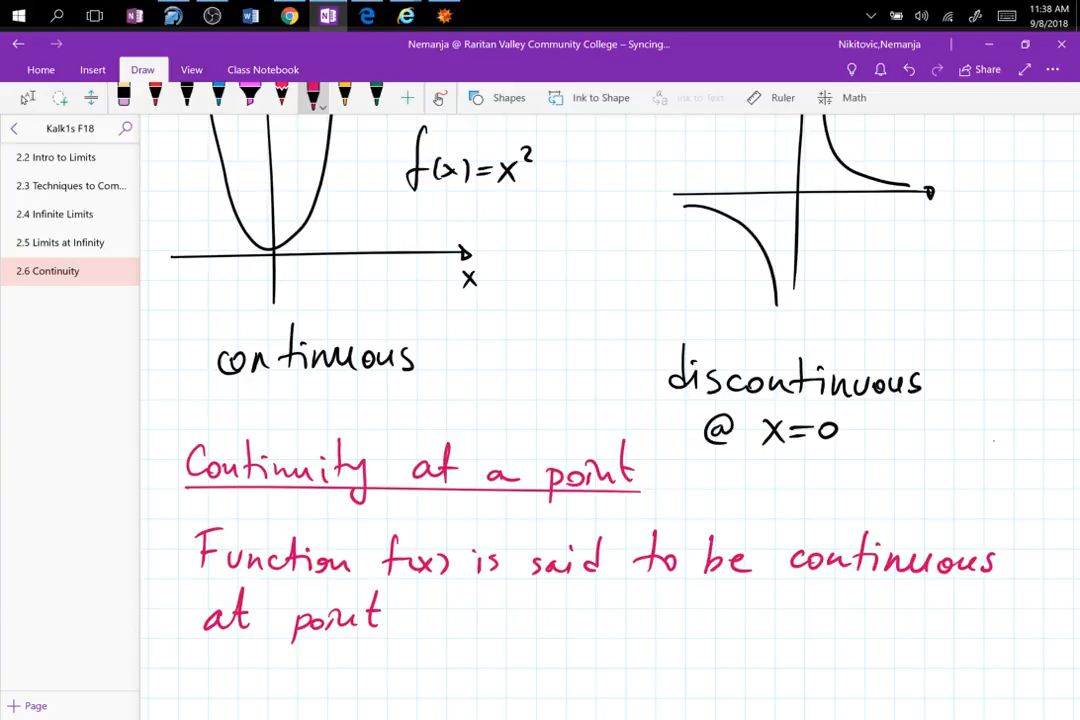 11:38 AM
9/8/2018
Nemanja @ Raritan Valley Community College – Syncing...
Nikitovic,Nemanja
Home Insert Draw View Class Notebook
Share
Shapes
Ink to Shape
Ink to Text
Ruler
Math
Kalk1s F18
2.2 Intro to Limits
2.3 Techniques to Com...
2.4 Infinite Limits
2.5 Limits at Infinity
2.6 Continuity
Page
f(x)=x²
x
continuous
discontinuous
@ x=0
Continuity at a point
Function f(x) is said to be continuous
at point